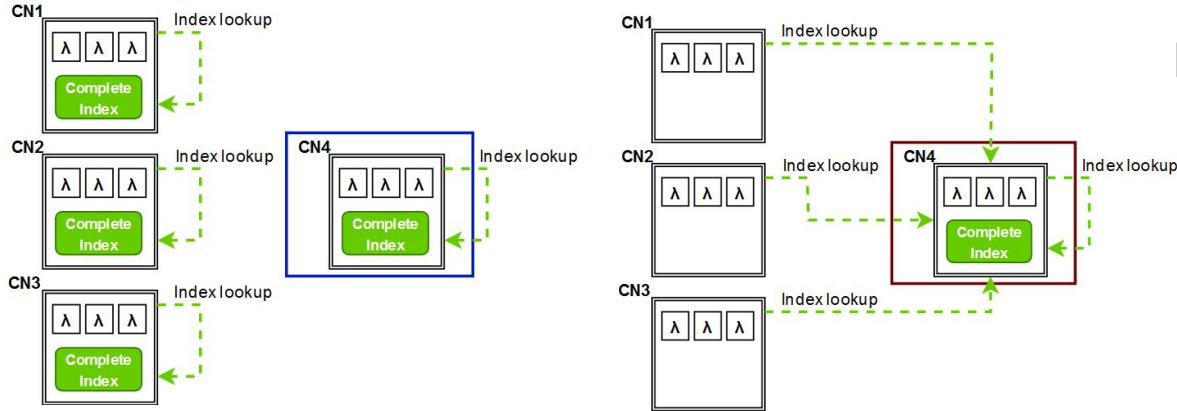 CN1
Index lookup
λ λ λ
Complete
Index
CN2
Index lookup
λ λ λ
Complete
Index
CN3
Index lookup
λ λ λ
Complete
Index
CN4
Index lookup
λ λ λ
Complete
Index
CN1
Index lookup
λ λ λ
CN2
Index lookup
λ λ λ
CN3
Index lookup
λ λ λ
CN4
Index lookup
λ λ λ
Complete
Index